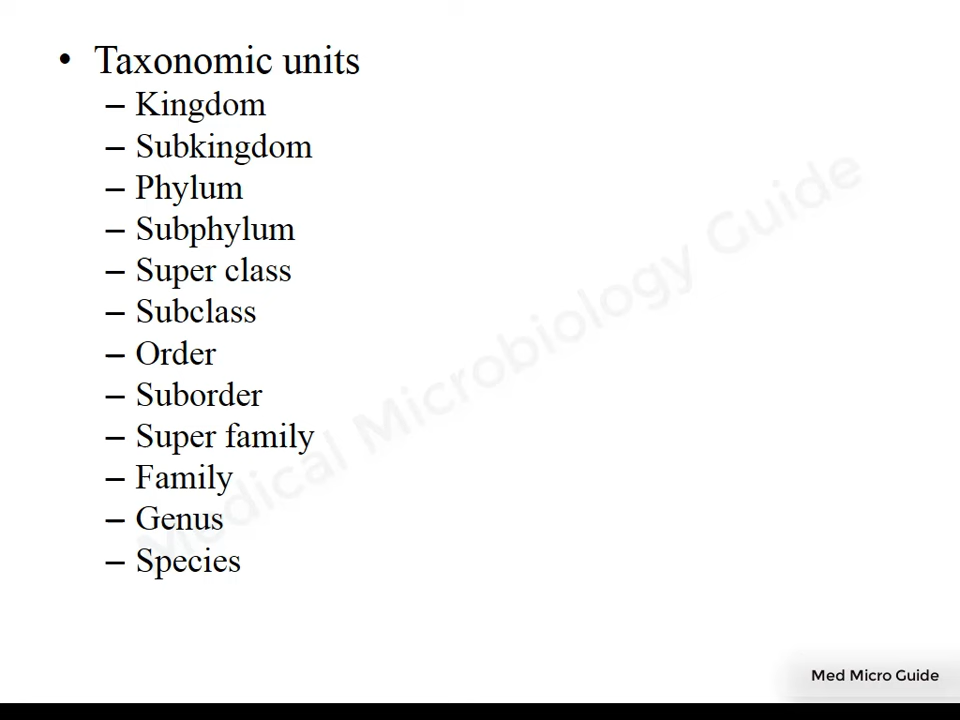 • Taxonomic units
– Kingdom
– Subkingdom
– Phylum
– Subphylum
– Super class
– Subclass
– Order
– Suborder
– Super family
– Family
– Genus
– Species
Medical Microbiology Guide
Med Micro Guide